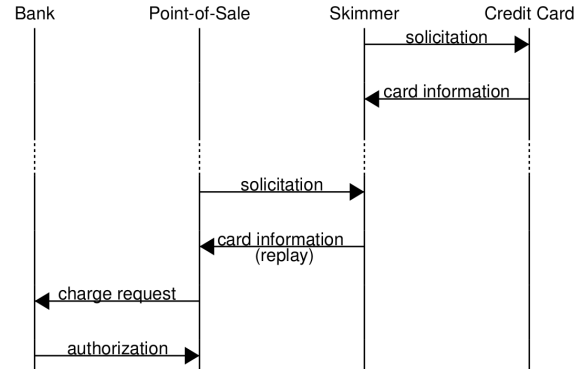 Bank Point-of-Sale Skimmer Credit Card
solicitation
card information
solicitation
card information
(replay)
charge request
authorization